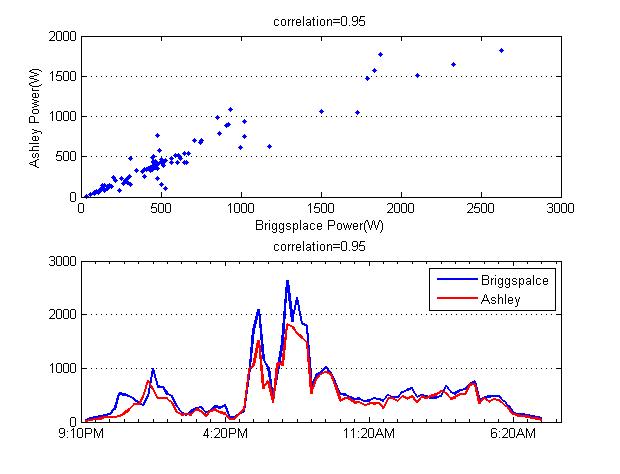 correlation=0.95
2000
1500
1000
500
0
Ashley Power(W)
0 500 1000 1500 2000 2500 3000
Briggsplace Power(W)
correlation=0.95
3000
2000
1000
0
Briggspalce
Ashley
9:10PM 4:20PM 11:20AM 6:20AM